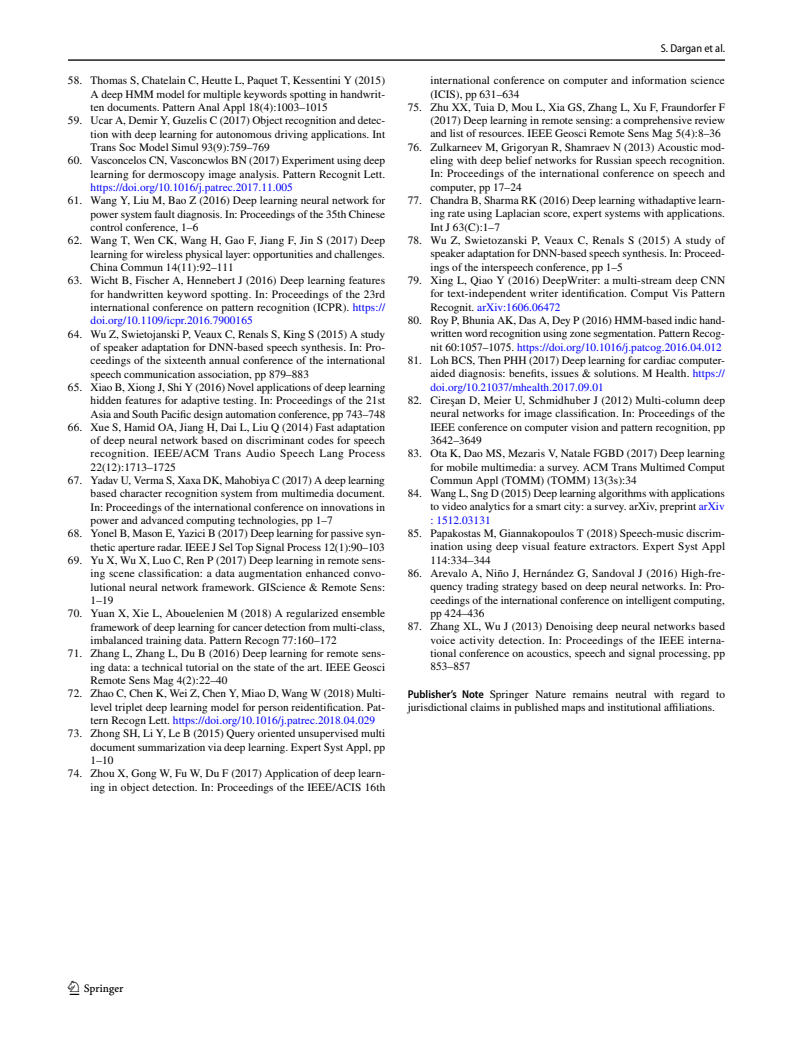 S. Dargan et al.
58. Thomas S, Chatelain C, Heutte L, Paquet T, Kessentini Y (2015)
A deep HMM model for multiple keywords spotting in handwrit-
ten documents. Pattern Anal Appl 18(4):1003–1015
59. Ucar A, Demir Y, Guzelis C (2017) Object recognition and detec-
tion with deep learning for autonomous driving applications. Int
Trans Soc Model Simul 93(9):759–769
60. Vasconcelos CN, Vasconcwlos BN (2017) Experiment using deep
learning for dermoscopy image analysis. Pattern Recognit Lett.
https://doi.org/10.1016/j.patrec.2017.11.005
61. Wang Y, Liu M, Bao Z (2016) Deep learning neural network for
power system fault diagnosis. In: Proceedings of the 35th Chinese
control conference, 1–6
62. Wang T, Wen CK, Wang H, Gao F, Jiang F, Jin S (2017) Deep
learning for wireless physical layer: opportunities and challenges.
China Commun 14(11):92–111
63. Wicht B, Fischer A, Hennebert J (2016) Deep learning features
for handwritten keyword spotting. In: Proceedings of the 23rd
international conference on pattern recognition (ICPR). https://
doi.org/10.1109/icpr.2016.7900165
64. Wu Z, Swietojanski P, Veaux C, Renals S, King S (2015) A study
of speaker adaptation for DNN-based speech synthesis. In: Pro-
ceedings of the sixteenth annual conference of the international
speech communication association, pp 879–883
65. Xiao B, Xiong J, Shi Y (2016) Novel applications of deep learning
hidden features for adaptive testing. In: Proceedings of the 21st
Asia and South Pacific design automation conference, pp 743–748
66. Xue S, Hamid OA, Jiang H, Dai L, Liu Q (2014) Fast adaptation
of deep neural network based on discriminant codes for speech
recognition. IEEE/ACM Trans Audio Speech Lang Process
22(12):1713–1725
67. Yadav U, Verma S, Xaxa DK, Mahobiya C (2017) A deep learning
based character recognition system from multimedia document.
In: Proceedings of the international conference on innovations in
power and advanced computing technologies, pp 1–7
68. Yonel B, Mason E, Yazici B (2017) Deep learning for passive syn-
thetic aperture radar. IEEE J Sel Top Signal Process 12(1):90–103
69. Yu X, Wu X, Luo C, Ren P (2017) Deep learning in remote sens-
ing scene classification: a data augmentation enhanced convo-
lutional neural network framework. GIScience & Remote Sens:
1–19
70. Yuan X, Xie L, Abouelenien M (2018) A regularized ensemble
framework of deep learning for cancer detection from multi-class,
imbalanced training data. Pattern Recogn 77:160–172
71. Zhang L, Zhang L, Du B (2016) Deep learning for remote sens-
ing data: a technical tutorial on the state of the art. IEEE Geosci
Remote Sens Mag 4(2):22–40
72. Zhao C, Chen K, Wei Z, Chen Y, Miao D, Wang W (2018) Multi-
level triplet deep learning model for person reidentification. Pat-
tern Recogn Lett. https://doi.org/10.1016/j.patrec.2018.04.029
73. Zhong SH, Li Y, Le B (2015) Query oriented unsupervised multi
document summarization via deep learning. Expert Syst Appl, pp
1–10
74. Zhou X, Gong W, Fu W, Du F (2017) Application of deep learn-
ing in object detection. In: Proceedings of the IEEE/ACIS 16th
international conference on computer and information science
(ICIS), pp 631–634
75. Zhu XX, Tuia D, Mou L, Xia GS, Zhang L, Xu F, Fraundorfer F
(2017) Deep learning in remote sensing: a comprehensive review
and list of resources. IEEE Geosci Remote Sens Mag 5(4):8–36
76. Zulkarneev M, Grigoryan R, Shamraev N (2013) Acoustic mod-
eling with deep belief networks for Russian speech recognition.
In: Proceedings of the international conference on speech and
computer, pp 17–24
77. Chandra B, Sharma RK (2016) Deep learning withadaptive learn-
ing rate using Laplacian score, expert systems with applications.
Int J 63(C):1–7
78. Wu Z, Swietozanski P, Veaux C, Renals S (2015) A study of
speaker adaptation for DNN-based speech synthesis. In: Proceed-
ings of the interspeech conference, pp 1–5
79. Xing L, Qiao Y (2016) DeepWriter: a multi-stream deep CNN
for text-independent writer identification. Comput Vis Pattern
Recognit. arXiv:1606.06472
80. Roy P, Bhunia AK, Das A, Dey P (2016) HMM-based indic hand-
written word recognition using zone segmentation. Pattern Recog-
nit 60:1057–1075. https://doi.org/10.1016/j.patcog.2016.04.012
81. Loh BCS, Then PHH (2017) Deep learning for cardiac computer-
aided diagnosis: benefits, issues & solutions. M Health. https://
doi.org/10.21037/mhealth.2017.09.01
82. Cireşan D, Meier U, Schmidhuber J (2012) Multi-column deep
neural networks for image classification. In: Proceedings of the
IEEE conference on computer vision and pattern recognition, pp
3642–3649
83. Ota K, Dao MS, Mezaris V, Natale FGBD (2017) Deep learning
for mobile multimedia: a survey. ACM Trans Multimed Comput
Commun Appl (TOMM) (TOMM) 13(3s):34
84. Wang L, Sng D (2015) Deep learning algorithms with applications
to video analytics for a smart city: a survey. arXiv, preprint arXiv
: 1512.03131
85. Papakostas M, Giannakopoulos T (2018) Speech-music discrim-
ination using deep visual feature extractors. Expert Syst Appl
114:334–344
86. Arevalo A, Niño J, Hernández G, Sandoval J (2016) High-fre-
quency trading strategy based on deep neural networks. In: Pro-
ceedings of the international conference on intelligent computing,
pp 424–436
87. Zhang XL, Wu J (2013) Denoising deep neural networks based
voice activity detection. In: Proceedings of the IEEE interna-
tional conference on acoustics, speech and signal processing, pp
853–857
Publisher's Note Springer Nature remains neutral with regard to
jurisdictional claims in published maps and institutional affiliations.
Springer